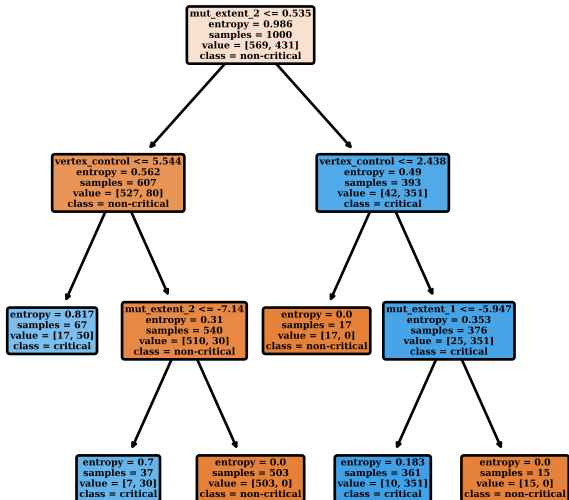 mut_extent_2 <= 0.535
entropy = 0.986
samples = 1000
value = [569, 431]
class = non-critical
vertex_control <= 5.544
entropy = 0.562
samples = 607
value = [527, 80]
class = non-critical
vertex_control <= 2.438
entropy = 0.49
samples = 393
value = [42, 351]
class = critical
entropy = 0.817
samples = 67
value = [17, 50]
class = critical
mut_extent_2 <= -7.14
entropy = 0.31
samples = 540
value = [510, 30]
class = non-critical
entropy = 0.0
samples = 17
value = [17, 0]
class = non-critical
mut_extent_1 <= -5.947
entropy = 0.353
samples = 376
value = [25, 351]
class = critical
entropy = 0.7
samples = 37
value = [7, 30]
class = critical
entropy = 0.0
samples = 503
value = [503, 0]
class = non-critical
entropy = 0.183
samples = 361
value = [10, 351]
class = critical
entropy = 0.0
samples = 15
value = [15, 0]
class = non-critical